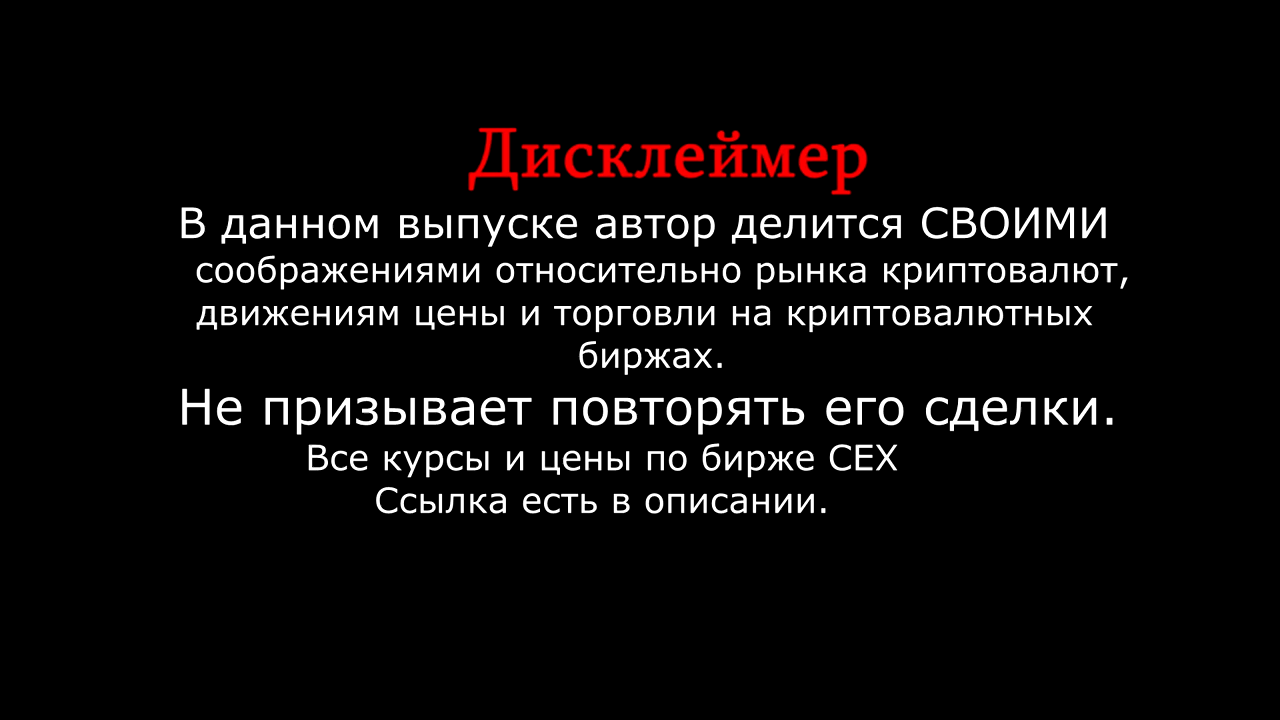 Дисклеймер
В данном выпуске автор делится СВОИМИ
соображениями относительно рынка криптовалют,
движениям цены и торговли на криптовалютных
биржах.
Не призывает повторять его сделки.
Все курсы и цены по бирже CEX
Ссылка есть в описании.